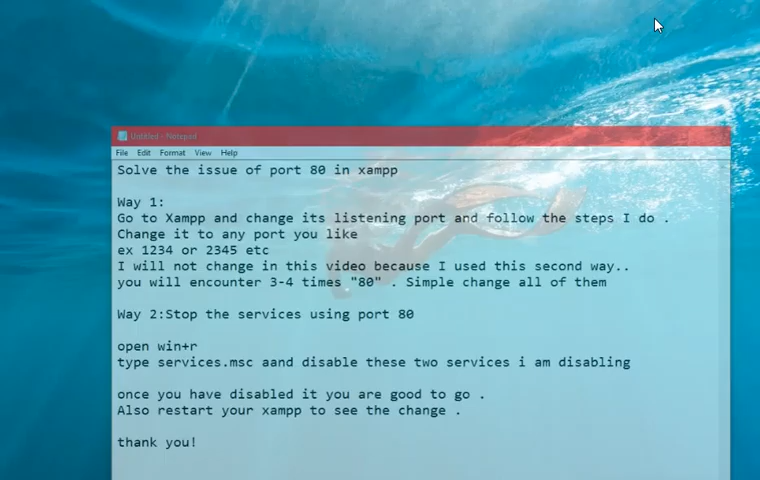 Untitled - Notepad
File Edit Format View Help
Solve the issue of port 80 in xampp
Way 1:
Go to Xampp and change its listening port and follow the steps I do .
Change it to any port you like
ex 1234 or 2345 etc
I will not change in this video because I used this second way..
you will encounter 3-4 times "80" . Simple change all of them
Way 2:Stop the services using port 80
open win+r
type services.msc aand disable these two services i am disabling
once you have disabled it you are good to go .
Also restart your xampp to see the change .
thank you!